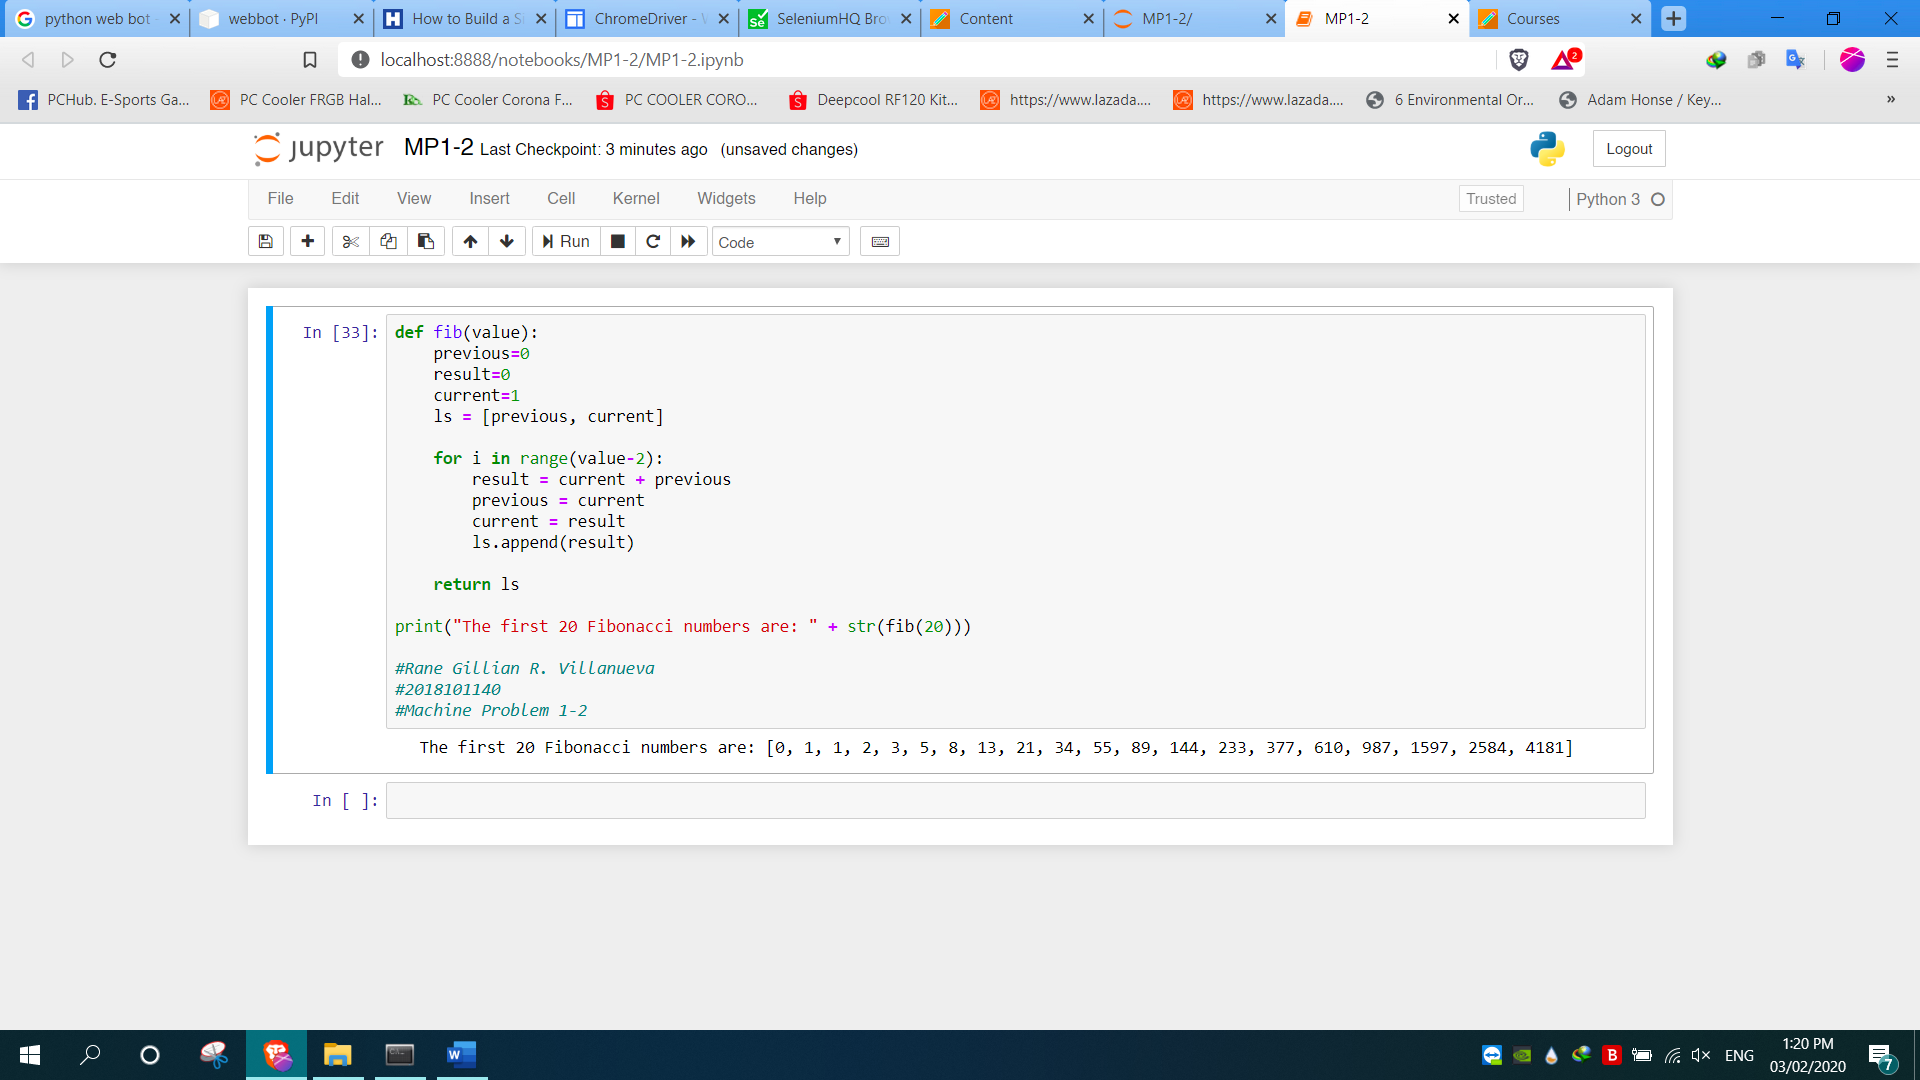 python web bot
webbot · PyPI
How to Build a S
ChromeDriver -
SeleniumHQ Bro
Content
MP1-2/
MP1-2
Courses
localhost:8888/notebooks/MP1-2/MP1-2.ipynb
2
PCHub. E-Sports Ga...
PC Cooler FRGB Hal...
PC Cooler Corona F...
PC COOLER CORO...
Deepcool RF120 Kit...
https://www.lazada....
https://www.lazada....
6 Environmental Or...
Adam Honse / Key...
»
jupyter MP1-2 Last Checkpoint: 3 minutes ago (unsaved changes)
Logout
File Edit View Insert Cell Kernel Widgets Help
Trusted
Python 3
Run
Code
In [33]:
def fib(value):
    previous=0
    result=0
    current=1
    ls = [previous, current]
    for i in range(value-2):
        result = current + previous
        previous = current
        current = result
        ls.append(result)
    return ls
print("The first 20 Fibonacci numbers are: " + str(fib(20)))
#Rane Gillian R. Villanueva
#2018101140
#Machine Problem 1-2
The first 20 Fibonacci numbers are: [0, 1, 1, 2, 3, 5, 8, 13, 21, 34, 55, 89, 144, 233, 377, 610, 987, 1597, 2584, 4181]
In [ ]:
ENG
1:20 PM
03/02/2020
7